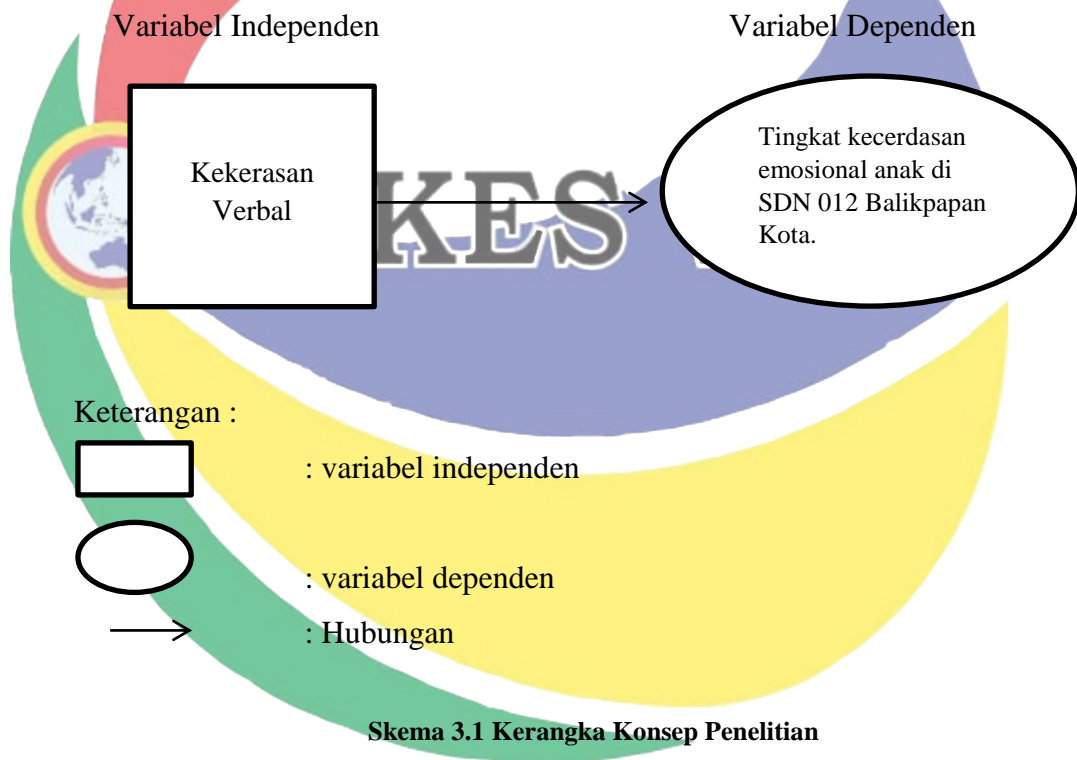 Variabel Independen
Variabel Dependen
Kekerasan
Verbal
Tingkat kecerdasan
emosional anak di
SDN 012 Balikpapan
Kota.
KES
Keterangan :
: variabel independen
: variabel dependen
: Hubungan
Skema 3.1 Kerangka Konsep Penelitian